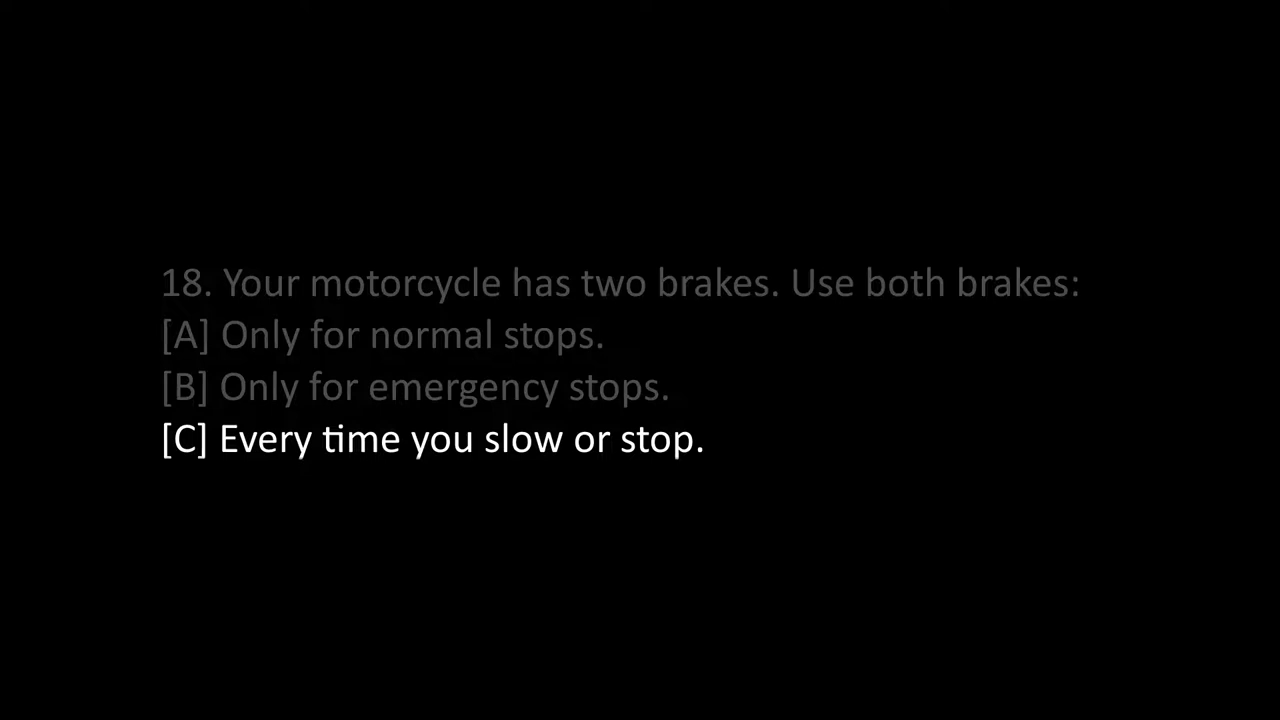 18. Your motorcycle has two brakes. Use both brakes:
[A] Only for normal stops.
[B] Only for emergency stops.
[C] Every time you slow or stop.